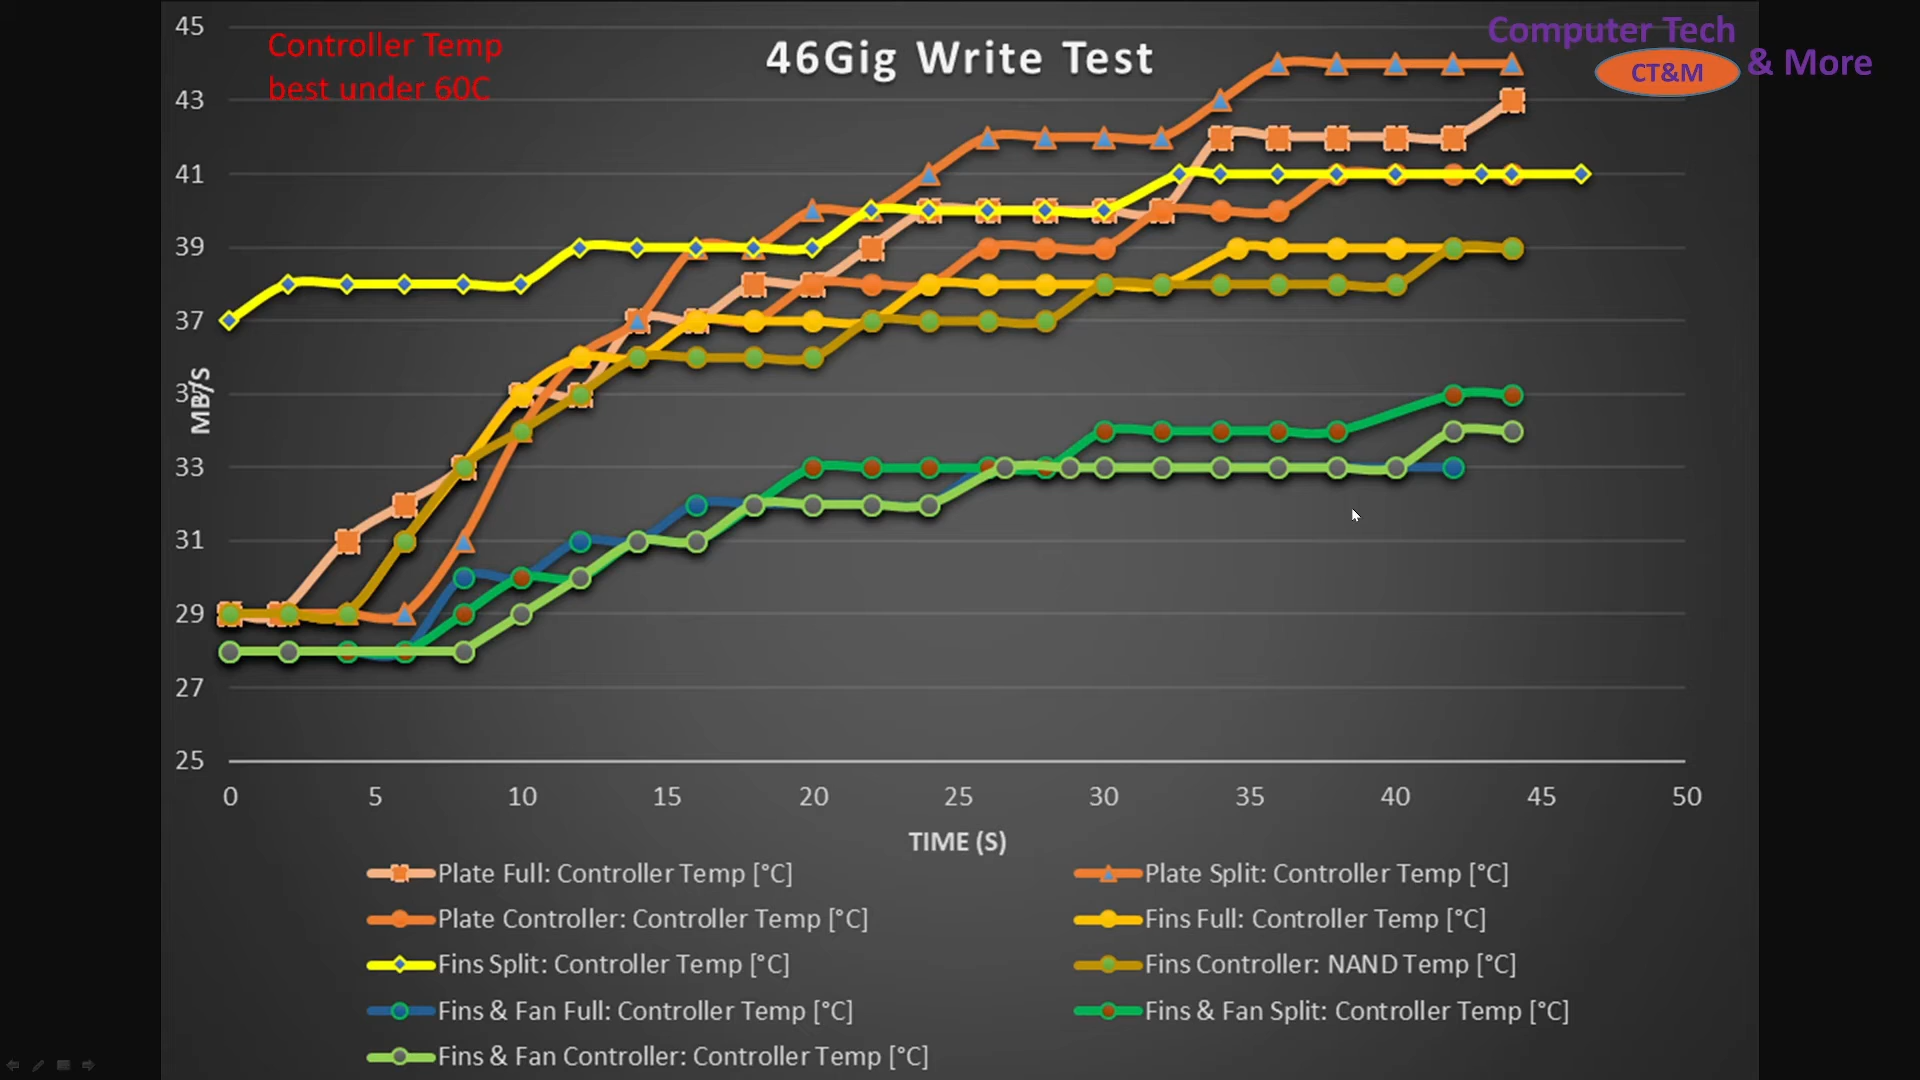 45
Controller Temp
best under 60C
46Gig Write Test
Computer Tech
CT&M
& More
43
41
39
37
35
MB/S
33
31
29
27
25
0 5 10 15 20 25 30 35 40 45 50
TIME (S)
Plate Full: Controller Temp [°C]
Plate Split: Controller Temp [°C]
Plate Controller: Controller Temp [°C]
Fins Full: Controller Temp [°C]
Fins Split: Controller Temp [°C]
Fins Controller: NAND Temp [°C]
Fins & Fan Full: Controller Temp [°C]
Fins & Fan Split: Controller Temp [°C]
Fins & Fan Controller: Controller Temp [°C]